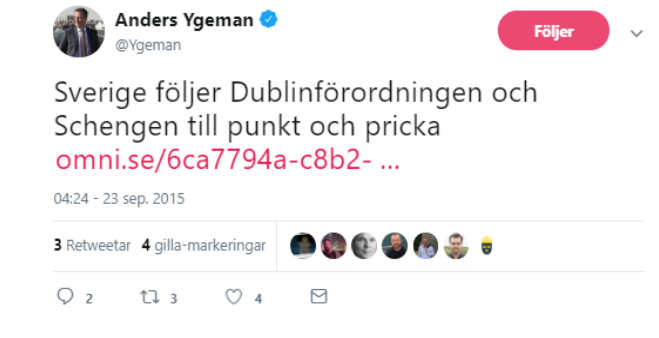 Anders Ygeman
@Ygeman
Följer
Sverige följer Dublinförordningen och
Schengen till punkt och pricka
omni.se/6ca7794a-c8b2- ...
04:24 - 23 sep. 2015
3 Retweetar 4 gilla-markeringar
2 3 4